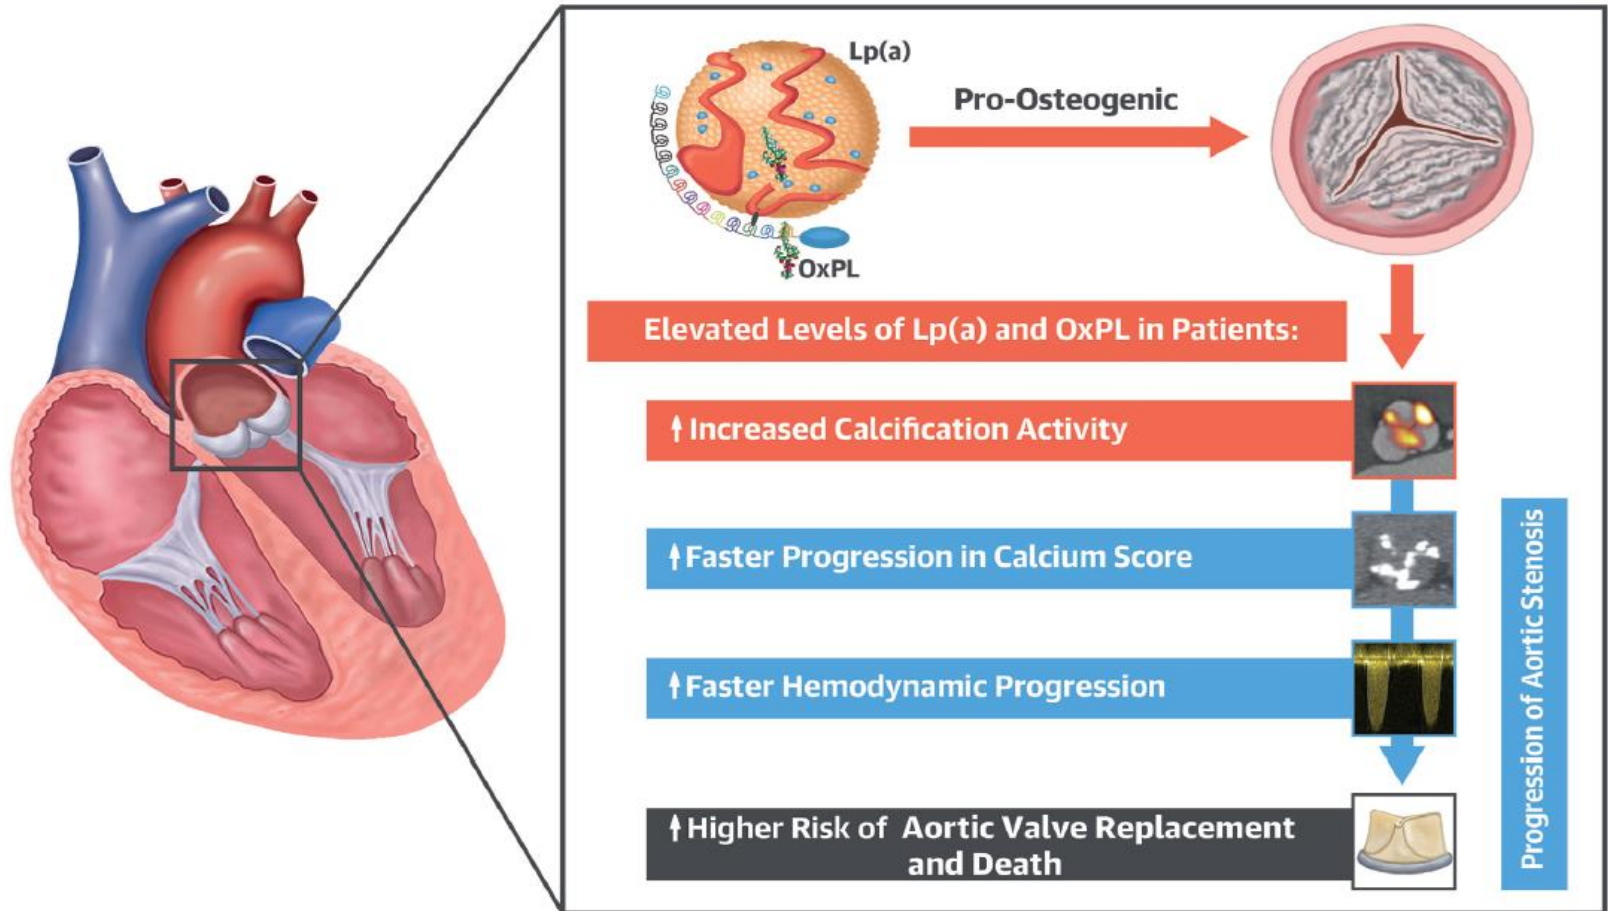 Lp(a)
Pro-Osteogenic
OxPL
Elevated Levels of Lp(a) and OxPL in Patients:
Increased Calcification Activity
Faster Progression in Calcium Score
Faster Hemodynamic Progression
Higher Risk of Aortic Valve Replacement
and Death
Progression of Aortic Stenosis